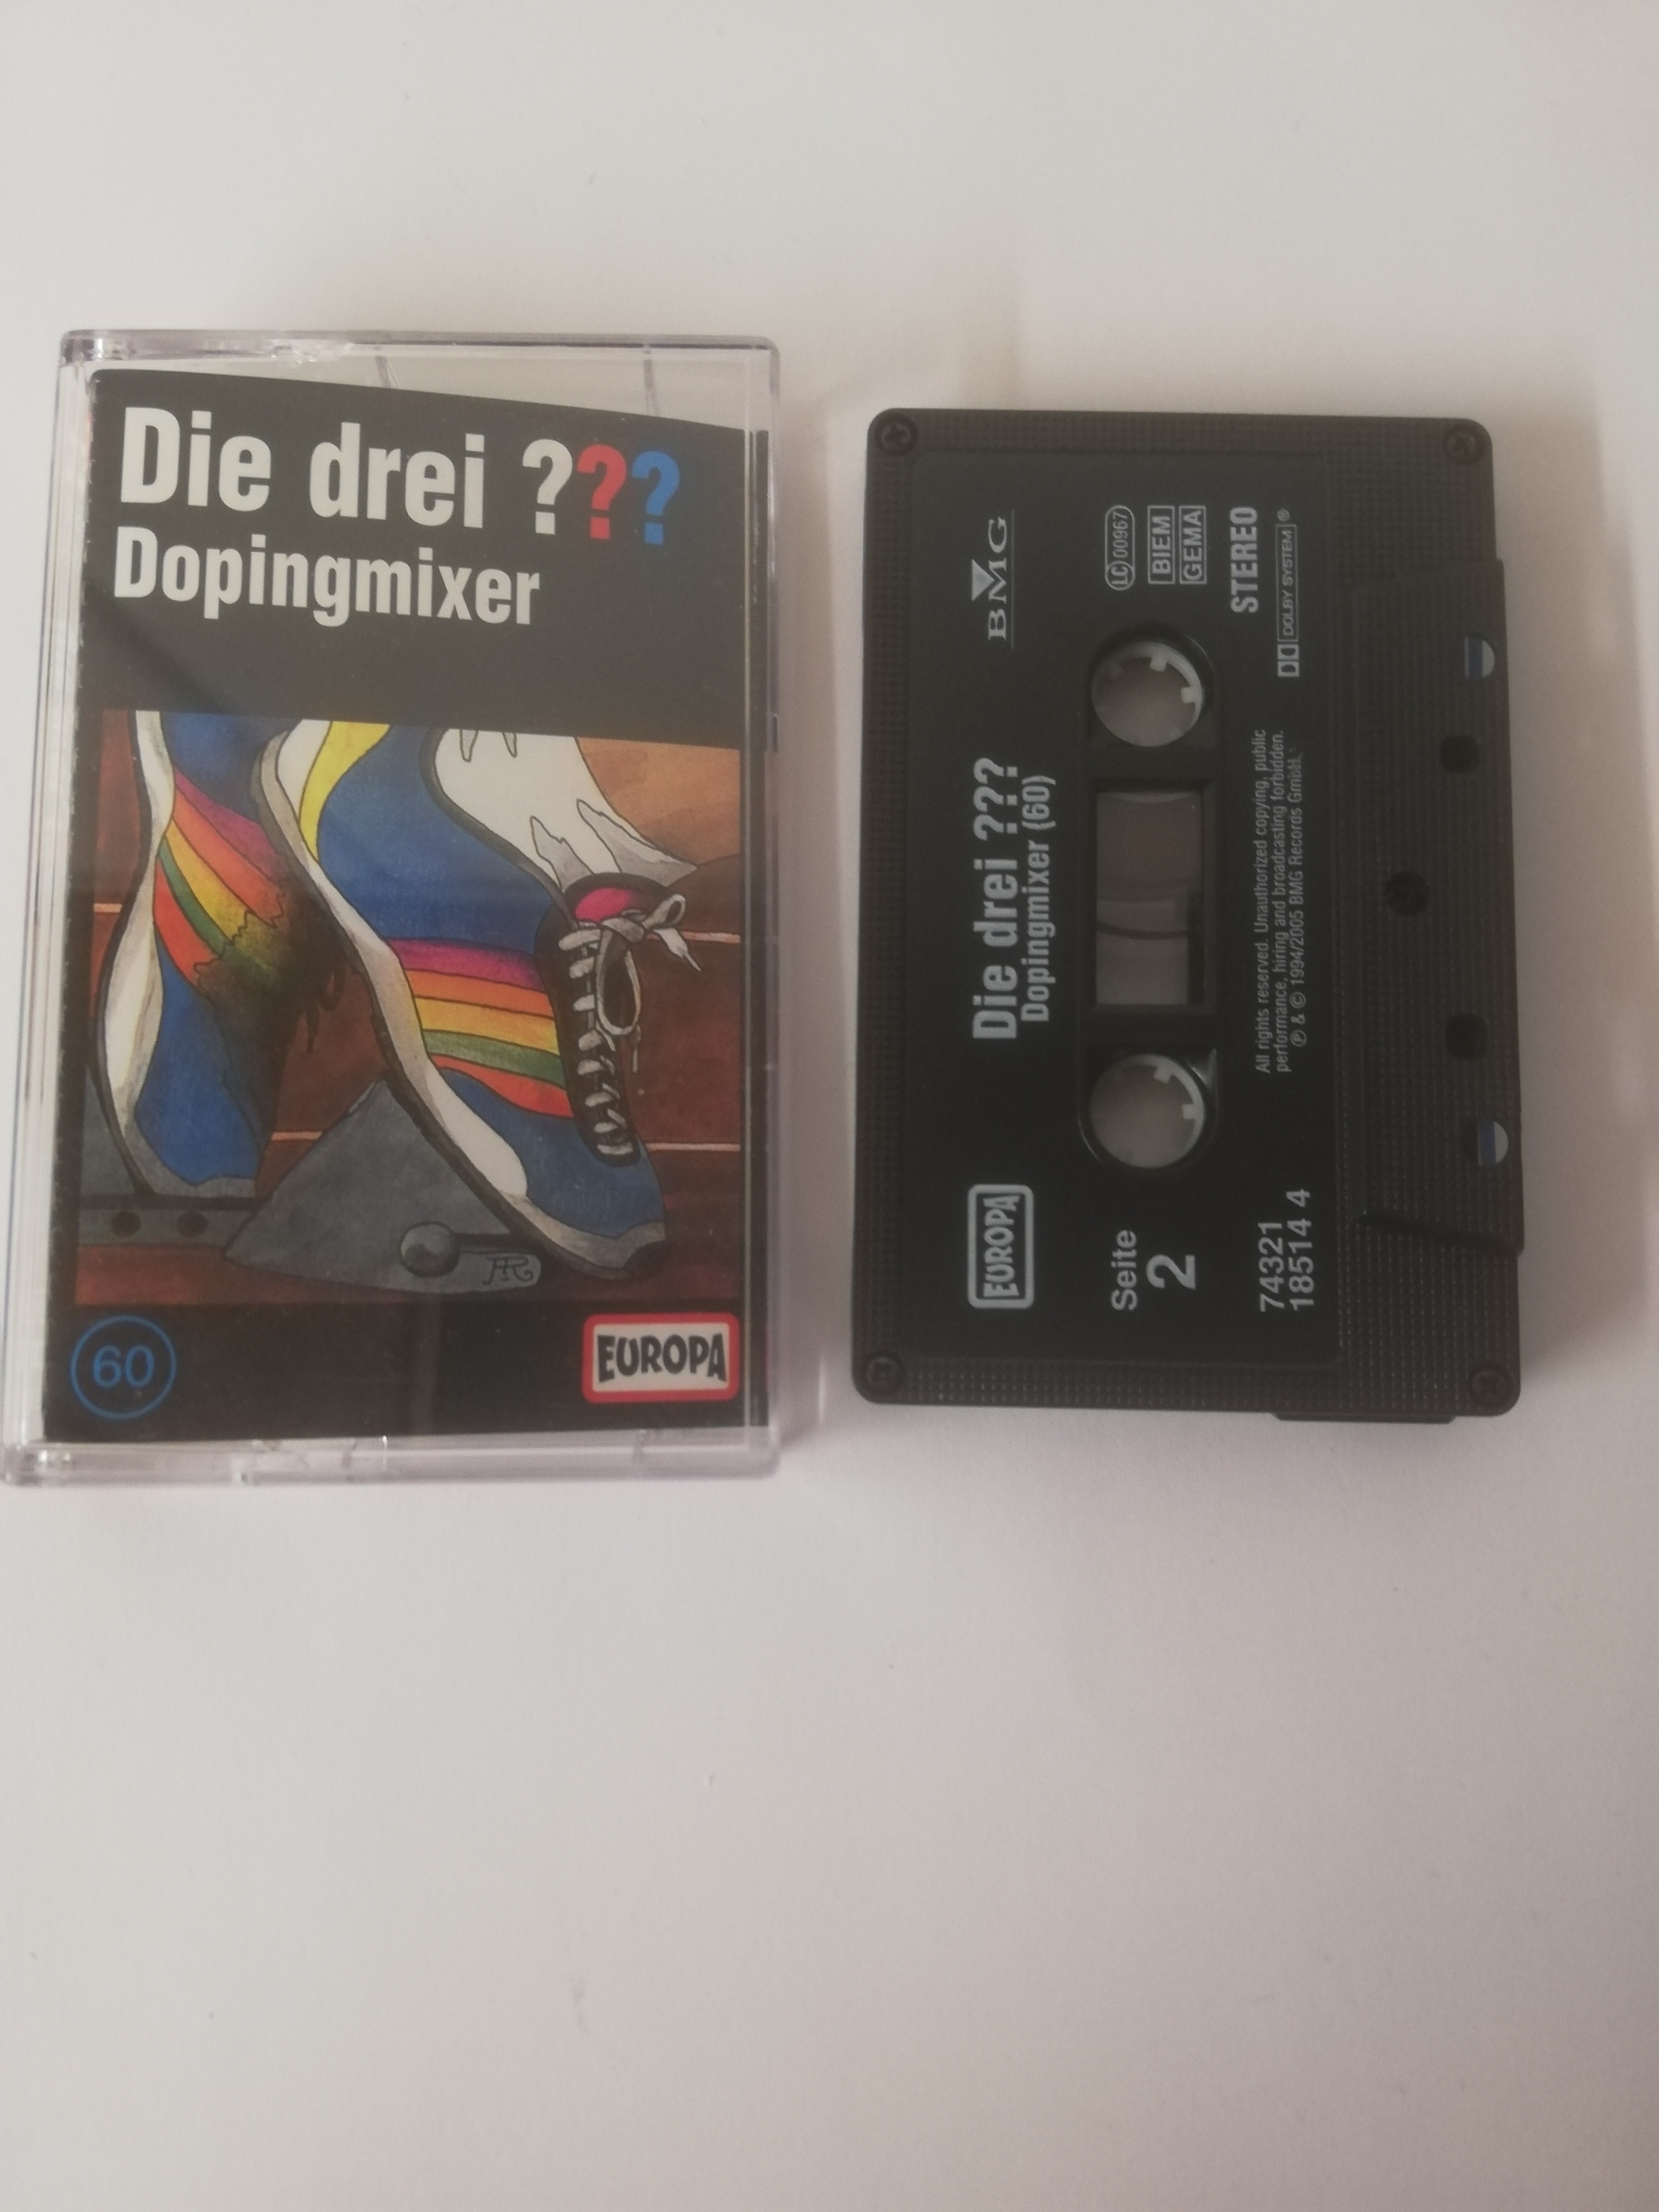 Die drei ???
Dopingmixer
AR
60
EUROPA
BMG
LC 00967
BIEM
GEMA
STEREO
DOLBY SYSTEM®
Die drei ???
Dopingmixer (60)
All rights reserved. Unauthorized copying, public
performance, hiring and broadcasting forbidden.
℗ & © 1994/2005 BMG Records GmbH
EUROPA
Seite
2
74321
18514 4